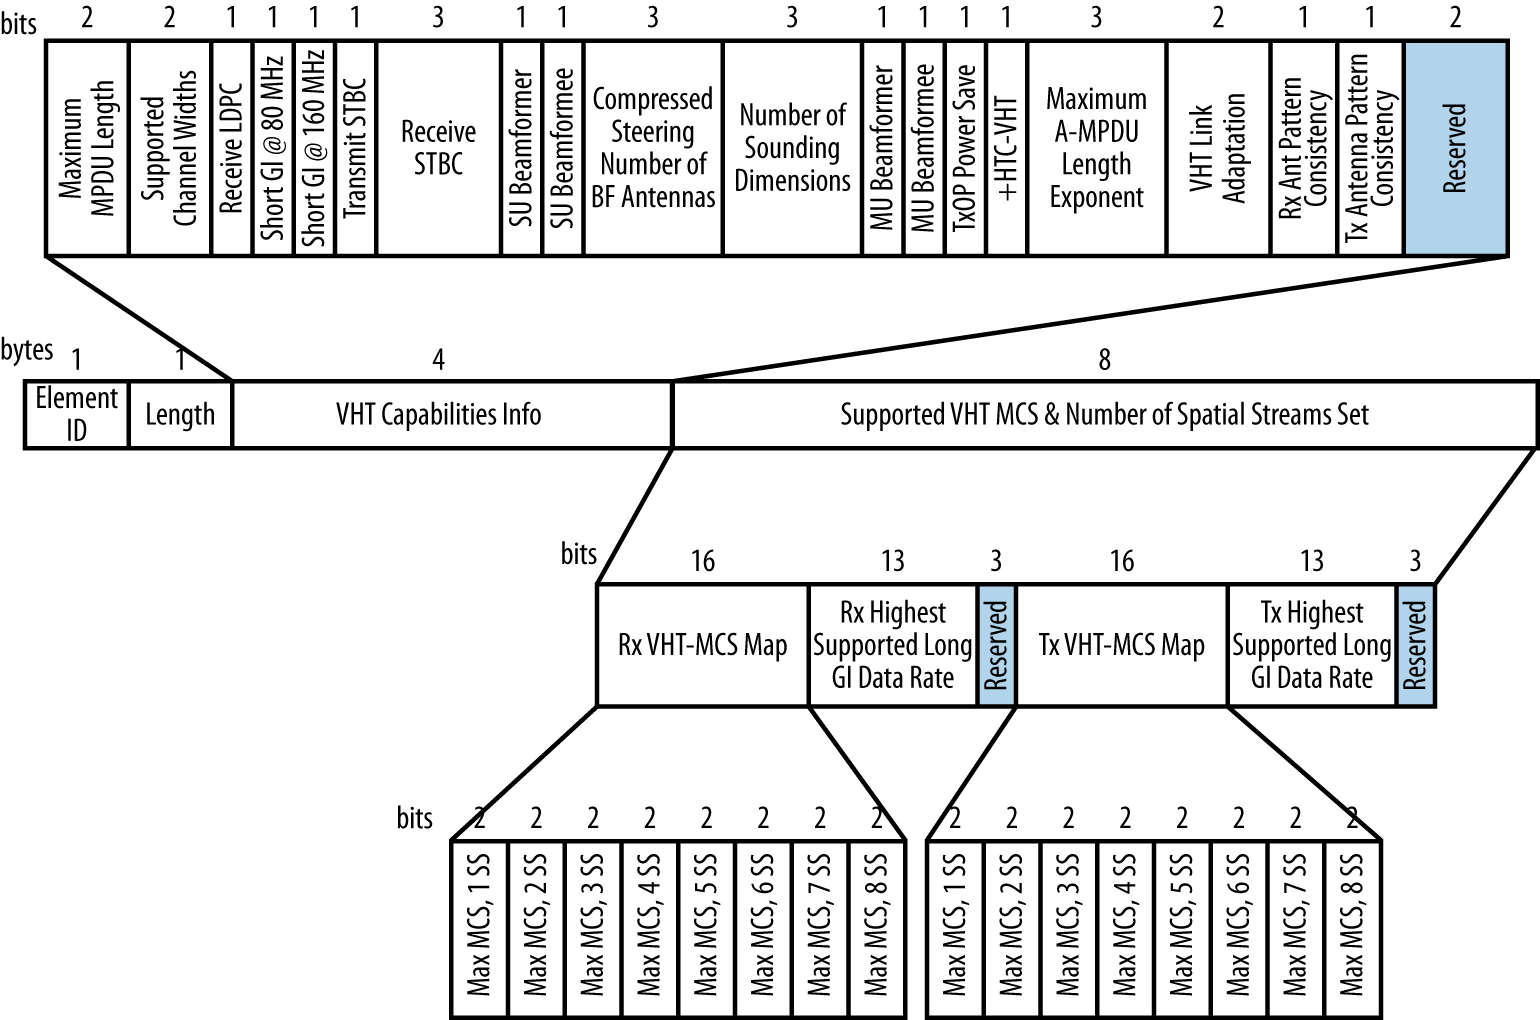 bits 2 2 1 1 1 1 3 1 1 3 3 1 1 1 1 3 2 1 1 2
Maximum
MPDU Length
Supported
Channel Widths
Receive LDPC
Short GI @ 80 MHz
Short GI @ 160 MHz
Transmit STBC
Receive
STBC
SU Beamformer
SU Beamformee
Compressed
Steering
Number of
BF Antennas
Number of
Sounding
Dimensions
MU Beamformer
MU Beamformee
TxOP Power Save
+HTC-VHT
Maximum
A-MPDU
Length
Exponent
VHT Link
Adaptation
Rx Ant Pattern
Consistency
Tx Antenna Pattern
Consistency
Reserved
bytes 1 1 4 8
Element
ID
Length
VHT Capabilities Info
Supported VHT MCS & Number of Spatial Streams Set
bits 16 13 3 16 13 3
Rx VHT-MCS Map
Rx Highest
Supported Long
GI Data Rate
Reserved
Tx VHT-MCS Map
Tx Highest
Supported Long
GI Data Rate
Reserved
bits 2 2 2 2 2 2 2 2 2 2 2 2 2 2 2 2
Max MCS, 1 SS
Max MCS, 2 SS
Max MCS, 3 SS
Max MCS, 4 SS
Max MCS, 5 SS
Max MCS, 6 SS
Max MCS, 7 SS
Max MCS, 8 SS
Max MCS, 1 SS
Max MCS, 2 SS
Max MCS, 3 SS
Max MCS, 4 SS
Max MCS, 5 SS
Max MCS, 6 SS
Max MCS, 7 SS
Max MCS, 8 SS